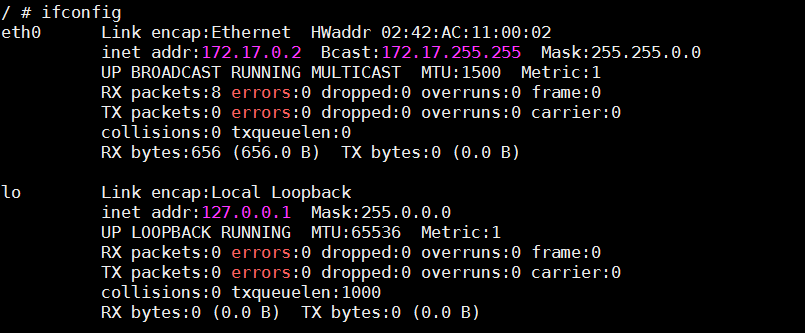 / # ifconfig
eth0      Link encap:Ethernet  HWaddr 02:42:AC:11:00:02
          inet addr:172.17.0.2  Bcast:172.17.255.255  Mask:255.255.0.0
          UP BROADCAST RUNNING MULTICAST  MTU:1500  Metric:1
          RX packets:8 errors:0 dropped:0 overruns:0 frame:0
          TX packets:0 errors:0 dropped:0 overruns:0 carrier:0
          collisions:0 txqueuelen:0
          RX bytes:656 (656.0 B)  TX bytes:0 (0.0 B)

lo        Link encap:Local Loopback
          inet addr:127.0.0.1  Mask:255.0.0.0
          UP LOOPBACK RUNNING  MTU:65536  Metric:1
          RX packets:0 errors:0 dropped:0 overruns:0 frame:0
          TX packets:0 errors:0 dropped:0 overruns:0 carrier:0
          collisions:0 txqueuelen:1000
          RX bytes:0 (0.0 B)  TX bytes:0 (0.0 B)